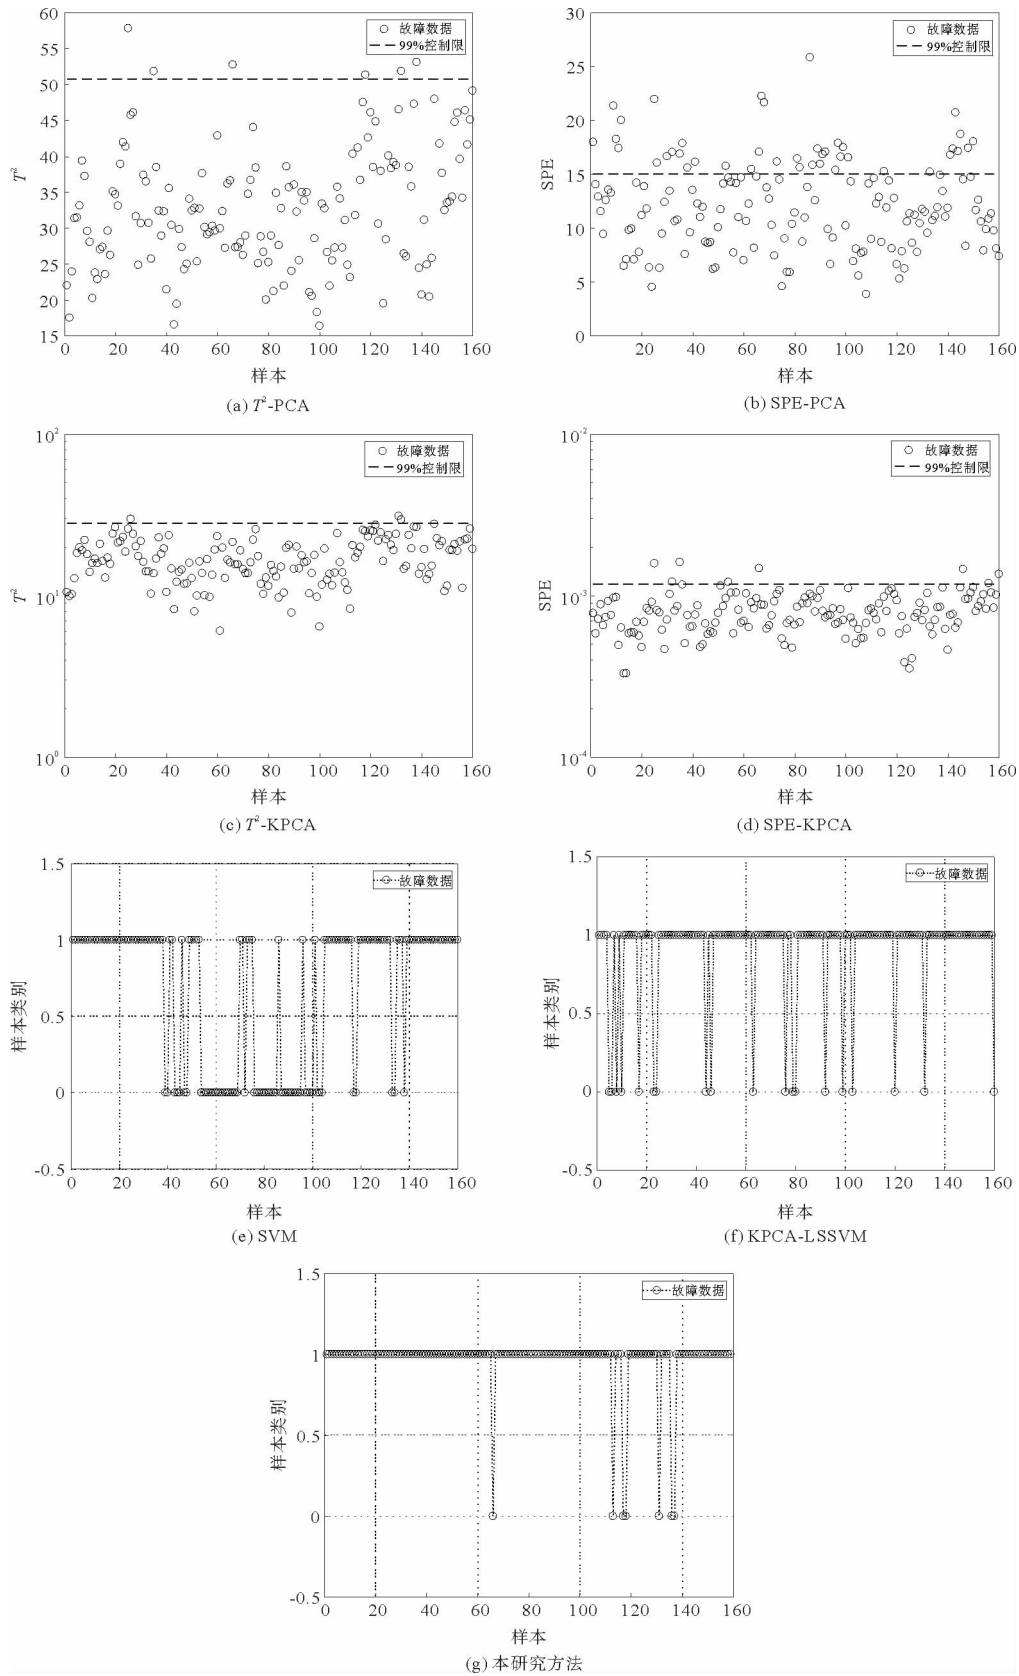 60
55
50
45
40
35
30
25
20
15
T²
故障数据
99%控制限
0 20 40 60 80 100 120 140 160
样本
(a) T²-PCA
30
25
20
15
10
5
0
SPE
故障数据
99%控制限
20 40 60 80 100 120 140 160
样本
(b) SPE-PCA
10²
10¹
10⁰
T²
故障数据
99%控制限
0 20 40 60 80 100 120 140 160
样本
(c) T²-KPCA
10⁻²
10⁻³
10⁻⁴
SPE
故障数据
99%控制限
0 20 40 60 80 100 120 140 160
样本
(d) SPE-KPCA
1.5
1
0.5
0
-0.5
样本类别
故障数据
0 20 40 60 80 100 120 140 160
样本
(e) SVM
1.5
1
0.5
0
-0.5
样本类别
故障数据
0 20 40 60 80 100 120 140 160
样本
(f) KPCA-LSSVM
1.5
1
0.5
0
-0.5
样本类别
故障数据
0 20 40 60 80 100 120 140 160
样本
(g) 本研究方法